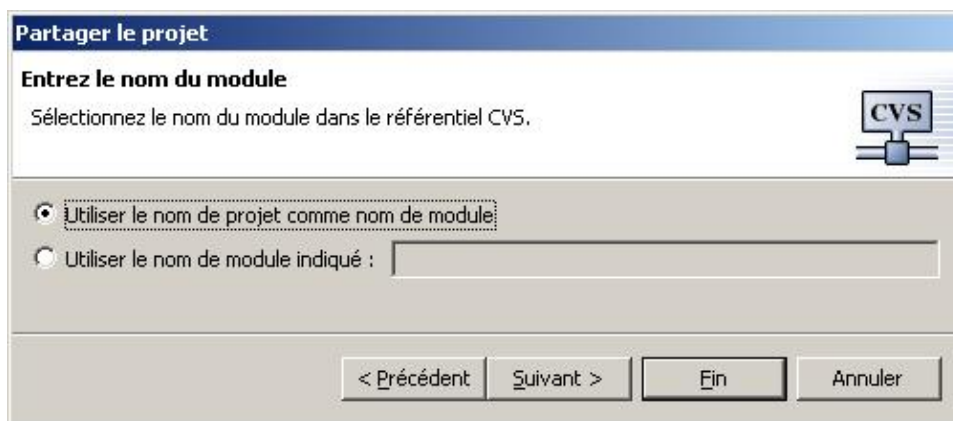 Partager le projet
Entrez le nom du module
Sélectionnez le nom du module dans le référentiel CVS.
CVS
Utiliser le nom de projet comme nom de module
Utiliser le nom de module indiqué :
< Précédent Suivant > Fin Annuler